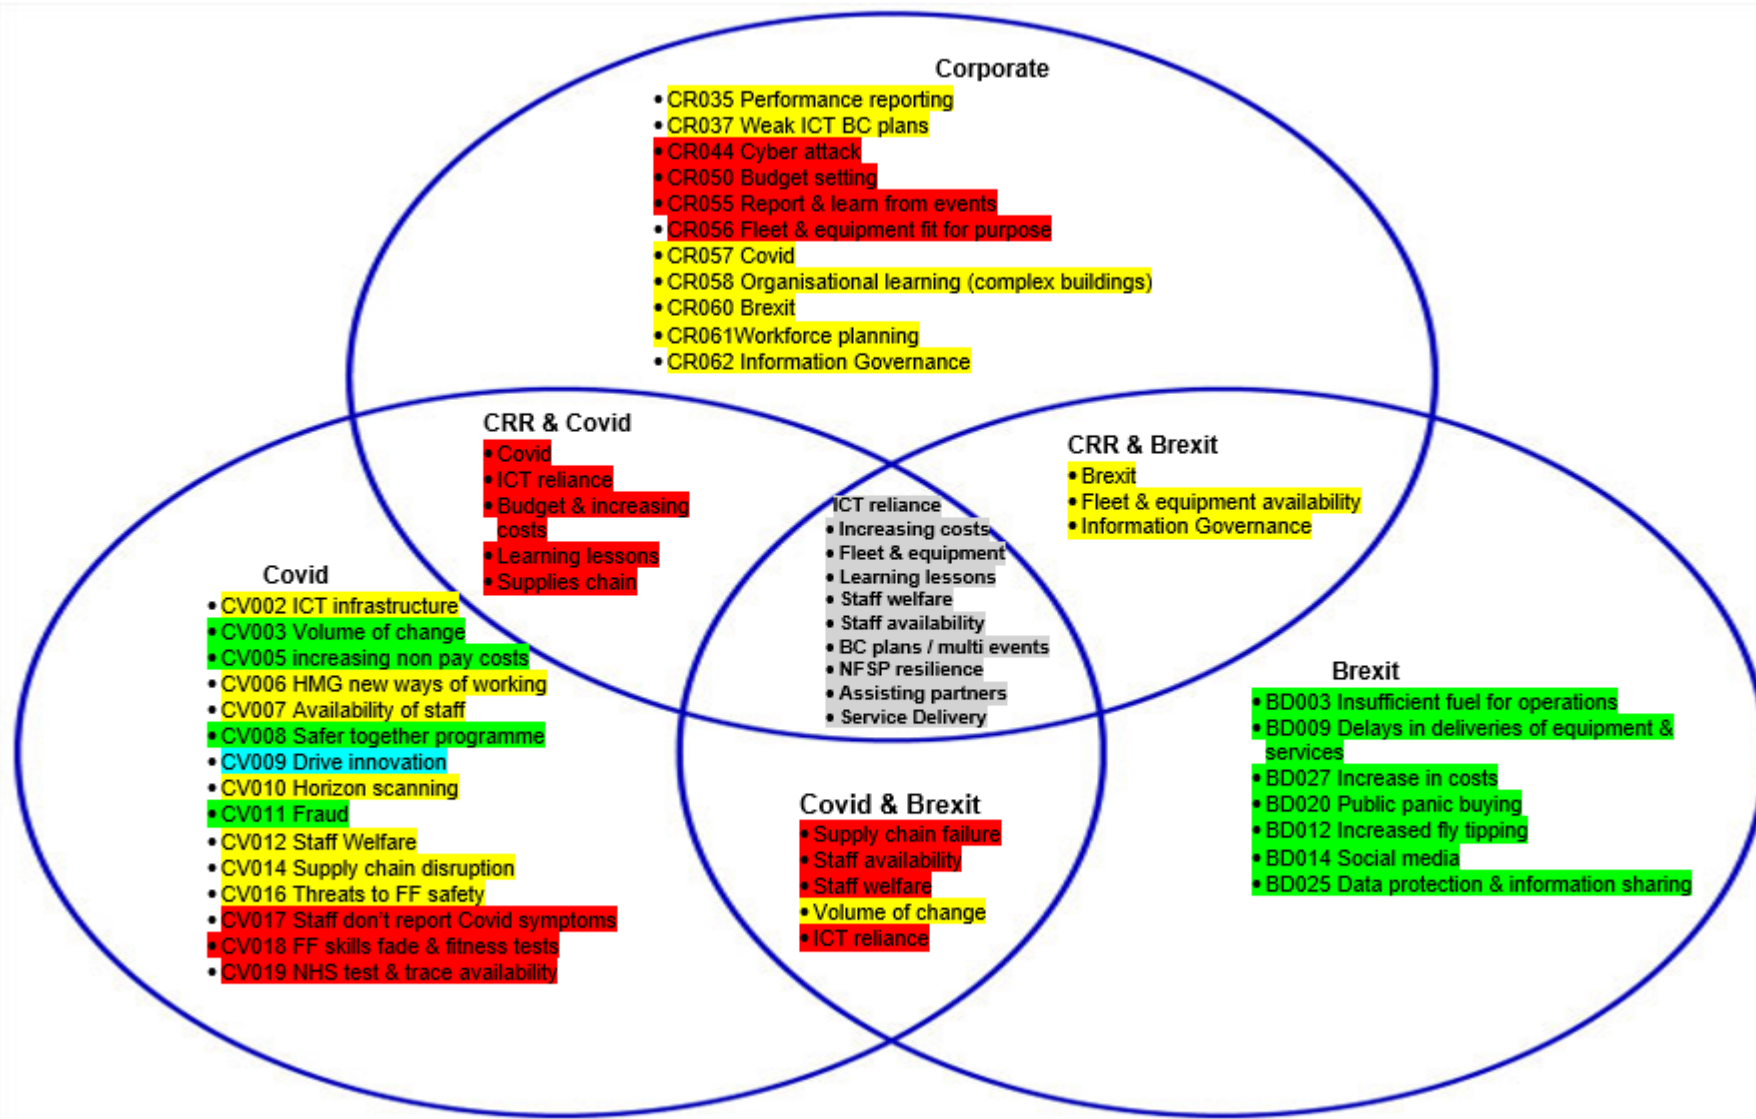 Corporate
• CR035 Performance reporting
• CR037 Weak ICT BC plans
• CR044 Cyber attack
• CR050 Budget setting
• CR055 Report & learn from events
• CR056 Fleet & equipment fit for purpose
• CR057 Covid
• CR058 Organisational learning (complex buildings)
• CR060 Brexit
• CR061Workforce planning
• CR062 Information Governance
CRR & Covid
• Covid
• ICT reliance
• Budget & increasing
costs
• Learning lessons
• Supplies chain
CRR & Brexit
• Brexit
• Fleet & equipment availability
• Information Governance
ICT reliance
• Increasing costs
• Fleet & equipment
• Learning lessons
• Staff welfare
• Staff availability
• BC plans / multi events
• NFSP resilience
• Assisting partners
• Service Delivery
Covid
• CV002 ICT infrastructure
• CV003 Volume of change
• CV005 increasing non pay costs
• CV006 HMG new ways of working
• CV007 Availability of staff
• CV008 Safer together programme
• CV009 Drive innovation
• CV010 Horizon scanning
• CV011 Fraud
• CV012 Staff Welfare
• CV014 Supply chain disruption
• CV016 Threats to FF safety
• CV017 Staff don't report Covid symptoms
• CV018 FF skills fade & fitness tests
• CV019 NHS test & trace availability
Covid & Brexit
• Supply chain failure
• Staff availability
• Staff welfare
• Volume of change
• ICT reliance
Brexit
• BD003 Insufficient fuel for operations
• BD009 Delays in deliveries of equipment &
services
• BD027 Increase in costs
• BD020 Public panic buying
• BD012 Increased fly tipping
• BD014 Social media
• BD025 Data protection & information sharing